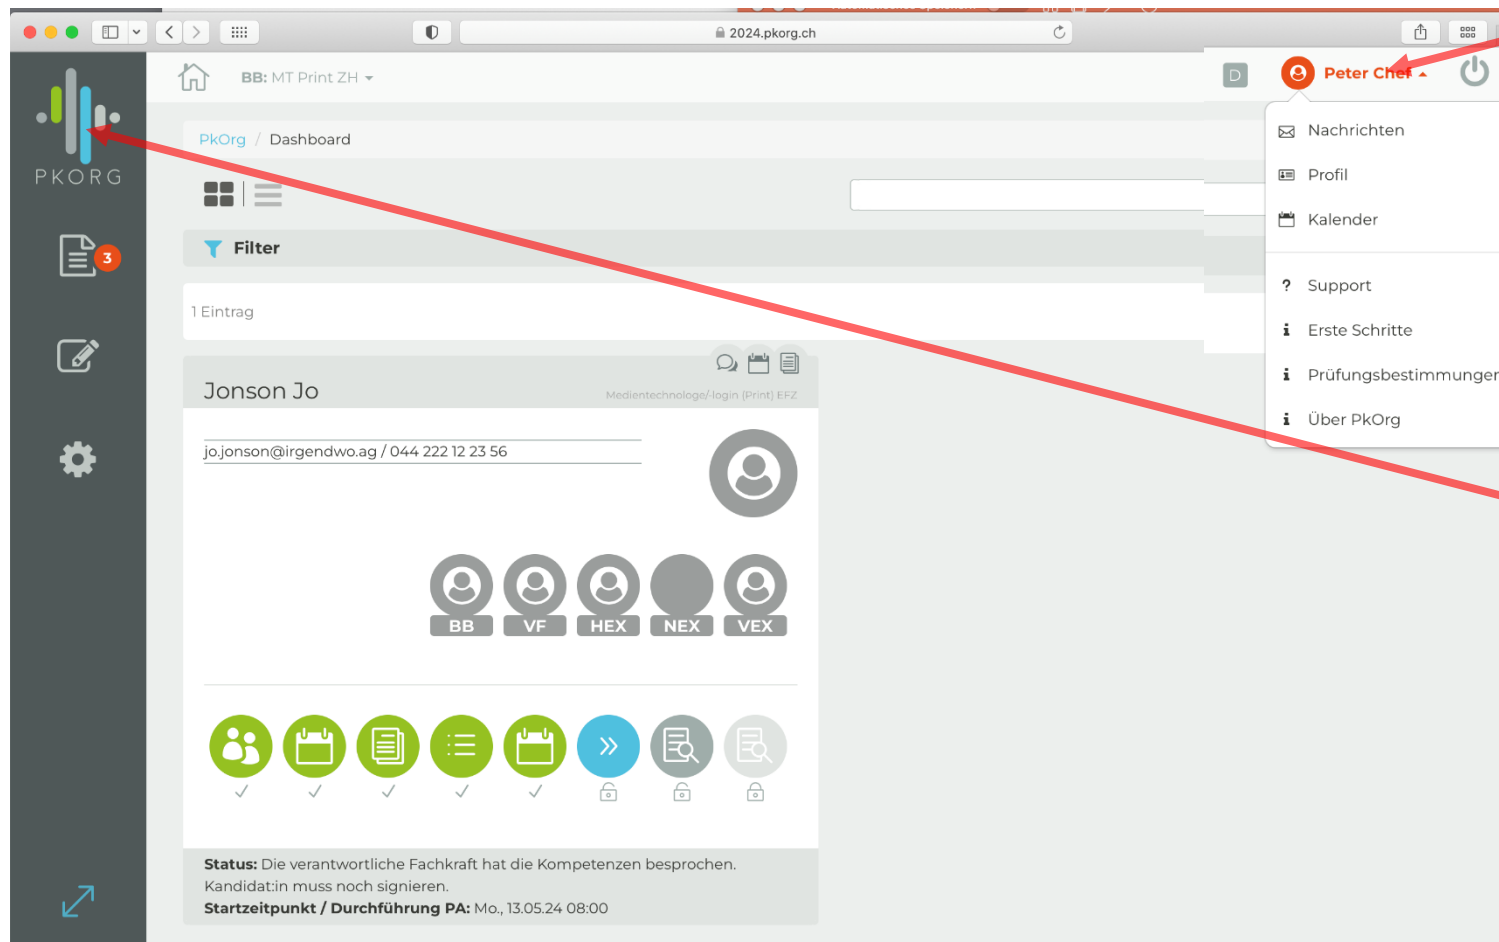 2024.pkorg.ch
BB: MT Print ZH
D
Peter Chef
PKORG
PkOrg / Dashboard
Nachrichten
Profil
Kalender
3
Filter
1 Eintrag
? Support
i Erste Schritte
i Prüfungsbestimmungen
i Über PkOrg
Jonson Jo
Medientechnologe/-login (Print) EFZ
jo.jonson@irgendwo.ag / 044 222 12 23 56
BB VF HEX NEX VEX
Status: Die verantwortliche Fachkraft hat die Kompetenzen besprochen.
Kandidat:in muss noch signieren.
Startzeitpunkt / Durchführung PA: Mo., 13.05.24 08:00